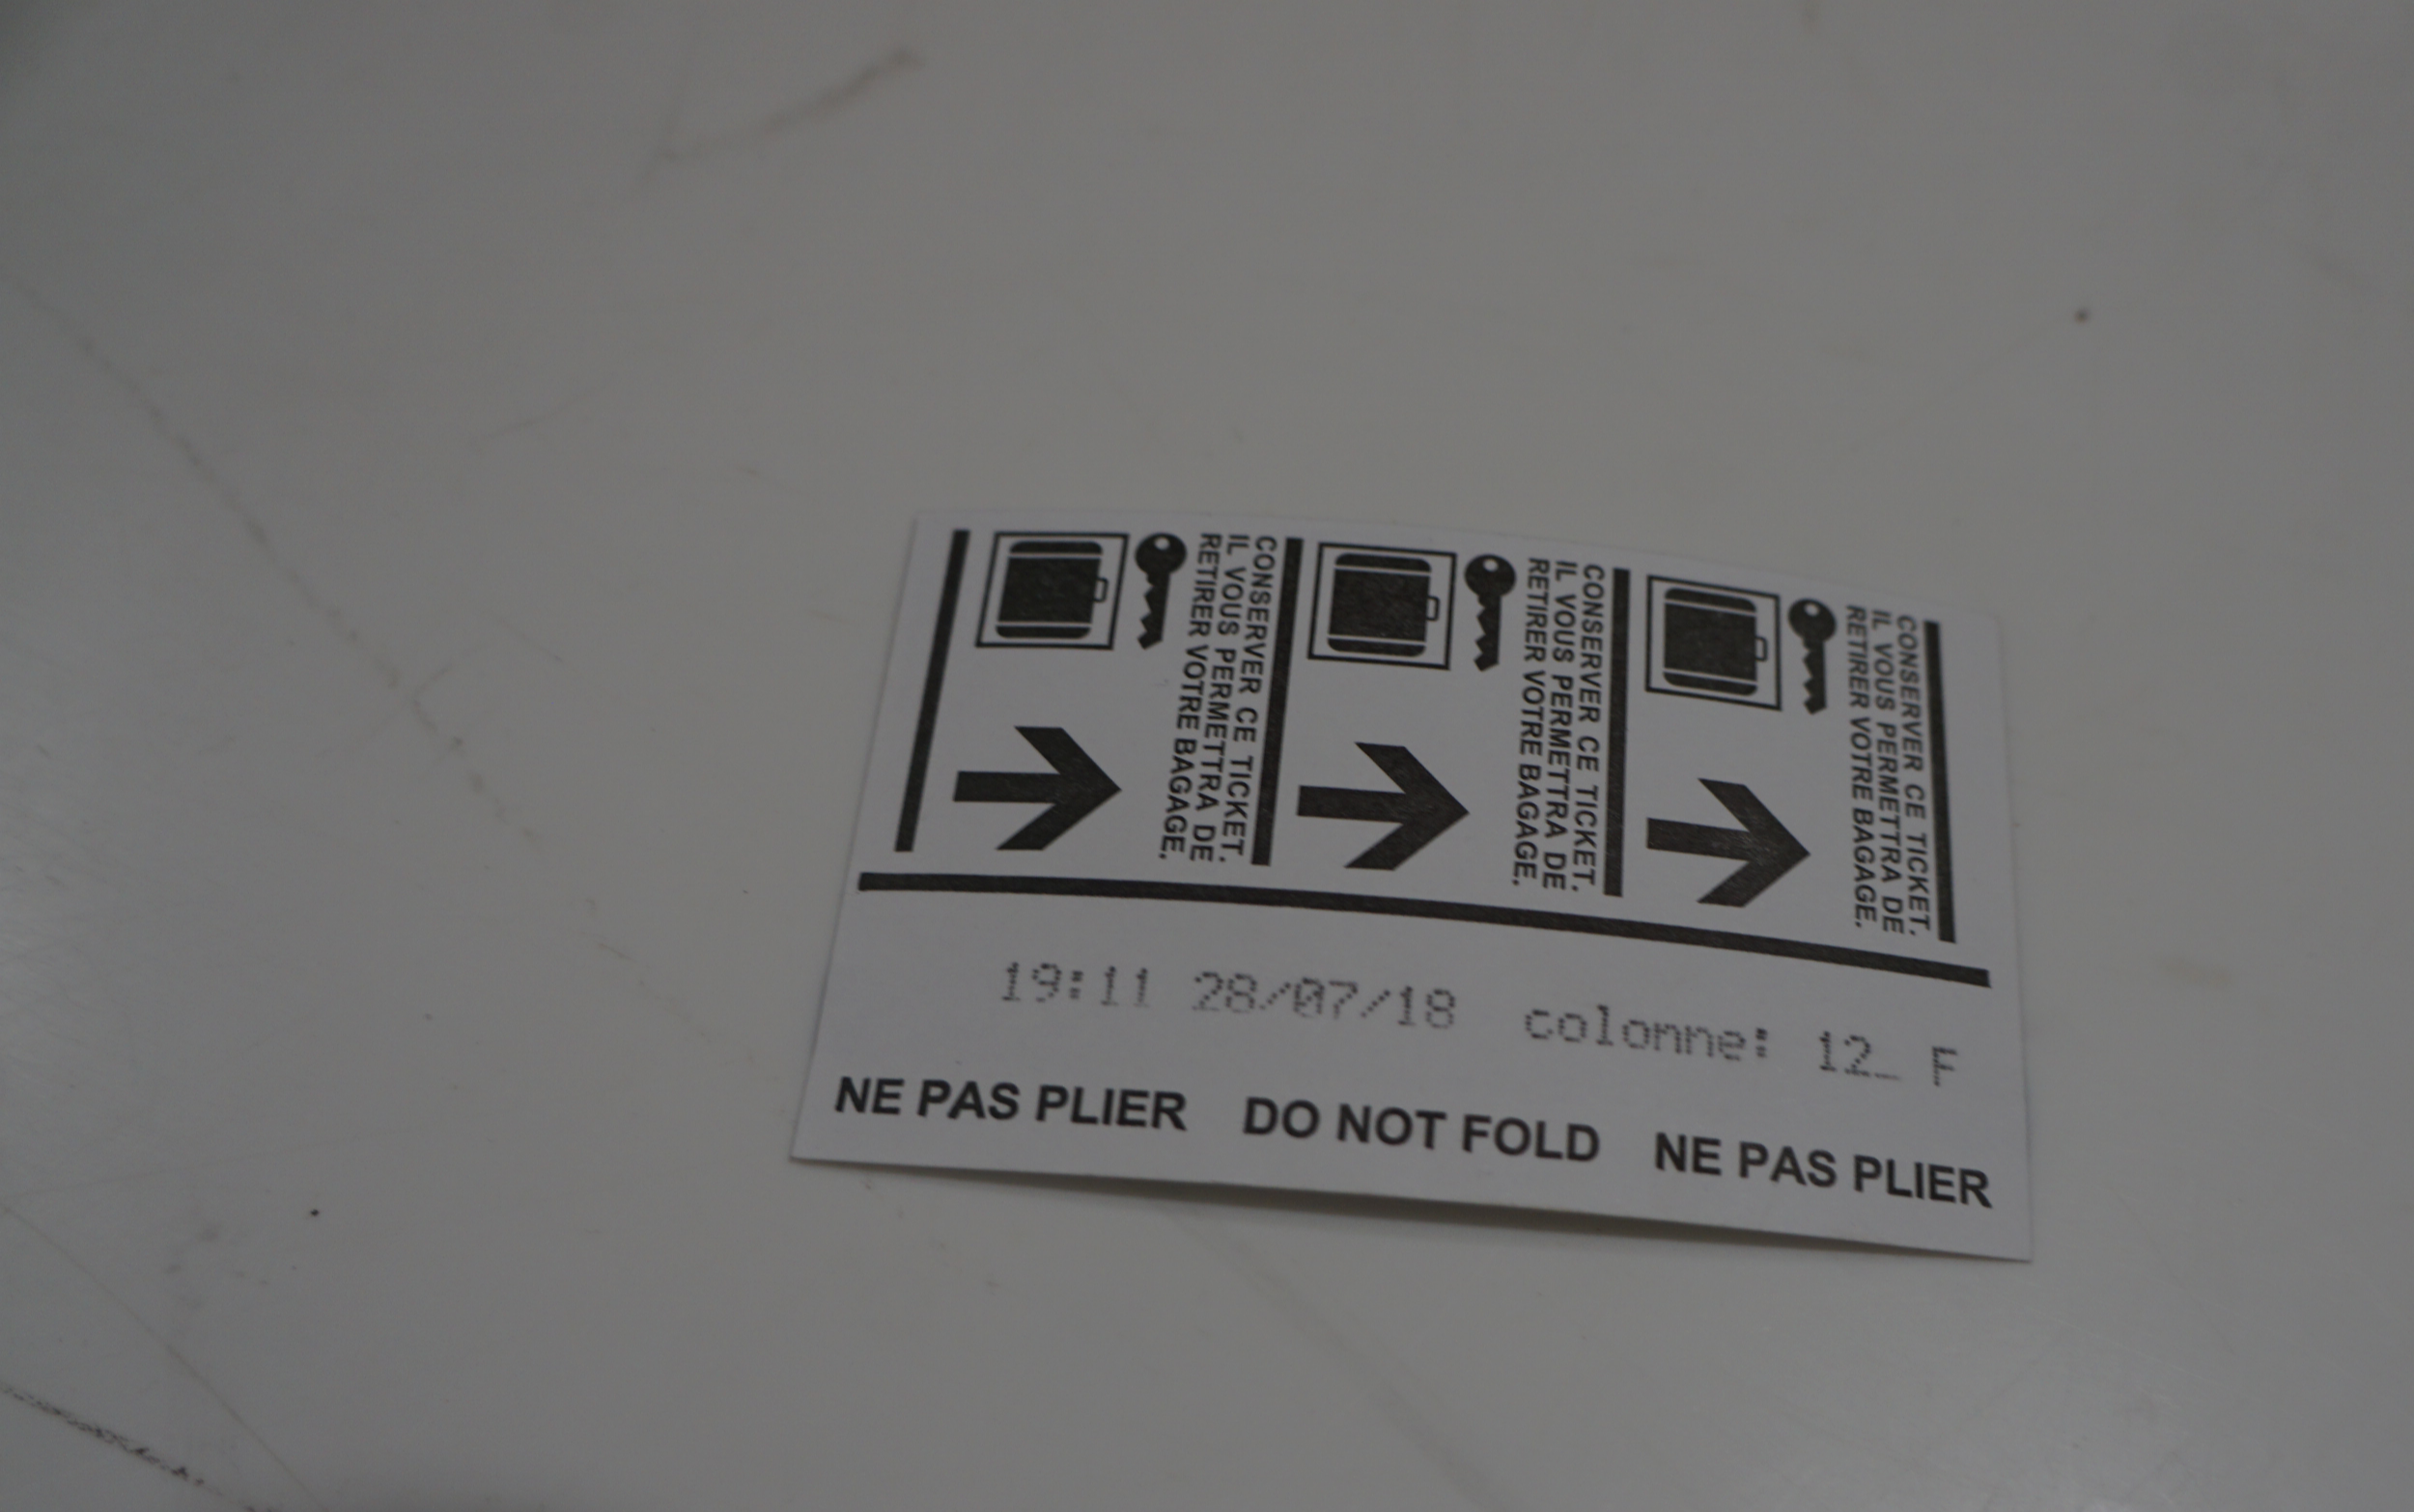 CONSERVER CE TICKET.
IL VOUS PERMETTRA DE
RETIRER VOTRE BAGAGE.
CONSERVER CE TICKET.
IL VOUS PERMETTRA DE
RETIRER VOTRE BAGAGE.
CONSERVER CE TICKET.
IL VOUS PERMETTRA DE
RETIRER VOTRE BAGAGE.
19:11 28/07/18 colonne: 12_
NE PAS PLIER DO NOT FOLD NE PAS PLIER